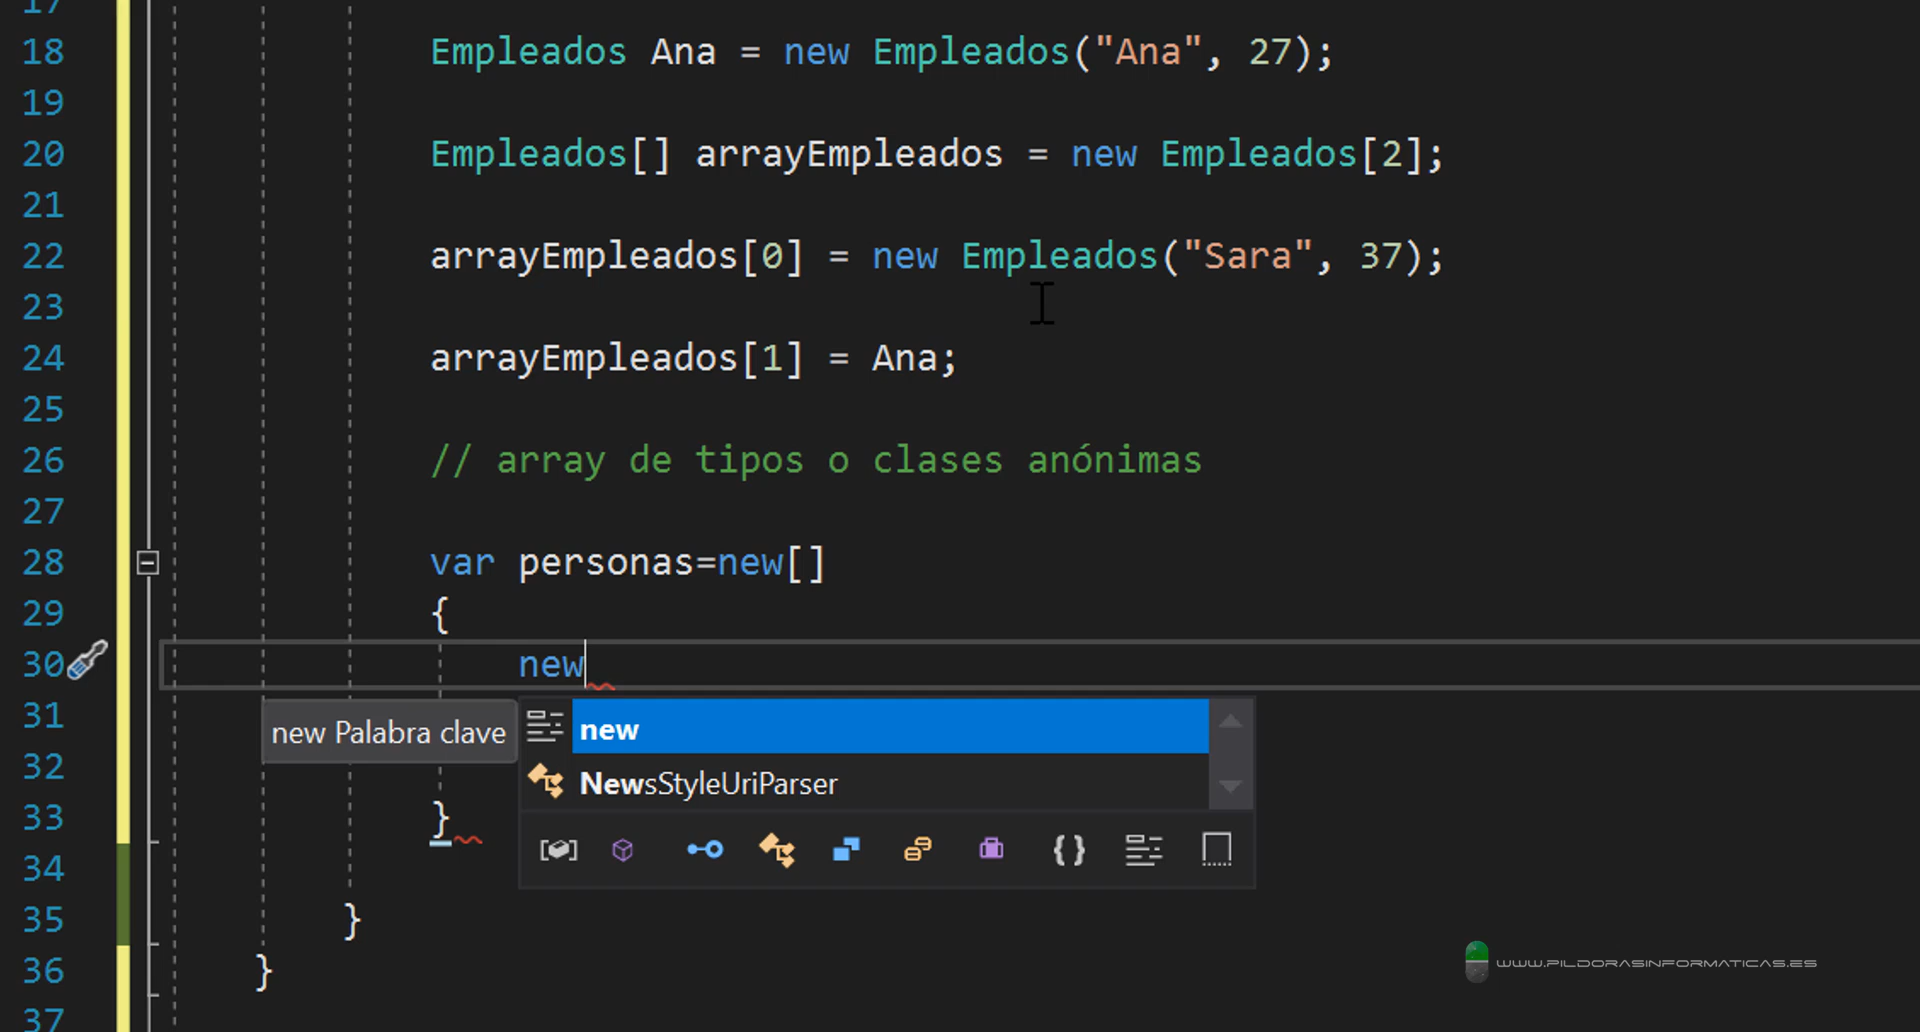 17
18 Empleados Ana = new Empleados("Ana", 27);
19
20 Empleados[] arrayEmpleados = new Empleados[2];
21
22 arrayEmpleados[0] = new Empleados("Sara", 37);
23
24 arrayEmpleados[1] = Ana;
25
26 // array de tipos o clases anónimas
27
28 var personas=new[]
29 {
30 new
31 new Palabra clave new
32 NewsStyleUriParser
33 }
34
35 }
36 }
WWW.PILDORASINFORMATICAS.ES
37